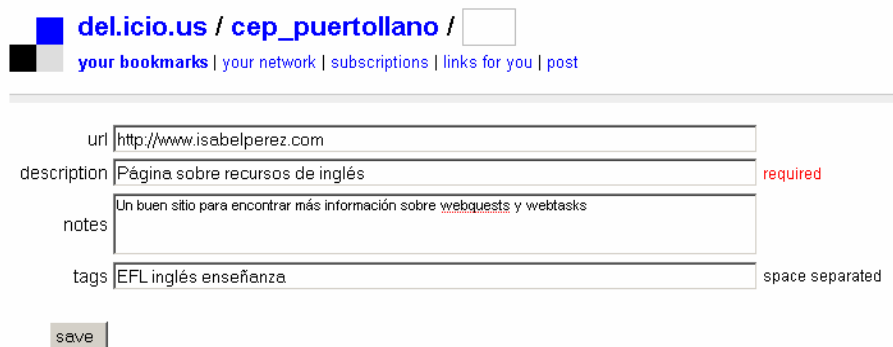 del.icio.us / cep_puertollano /
your bookmarks | your network | subscriptions | links for you | post
url http://www.isabelperez.com
description Página sobre recursos de inglés required
notes Un buen sitio para encontrar más información sobre webquests y webtasks
tags EFL inglés enseñanza space separated
save